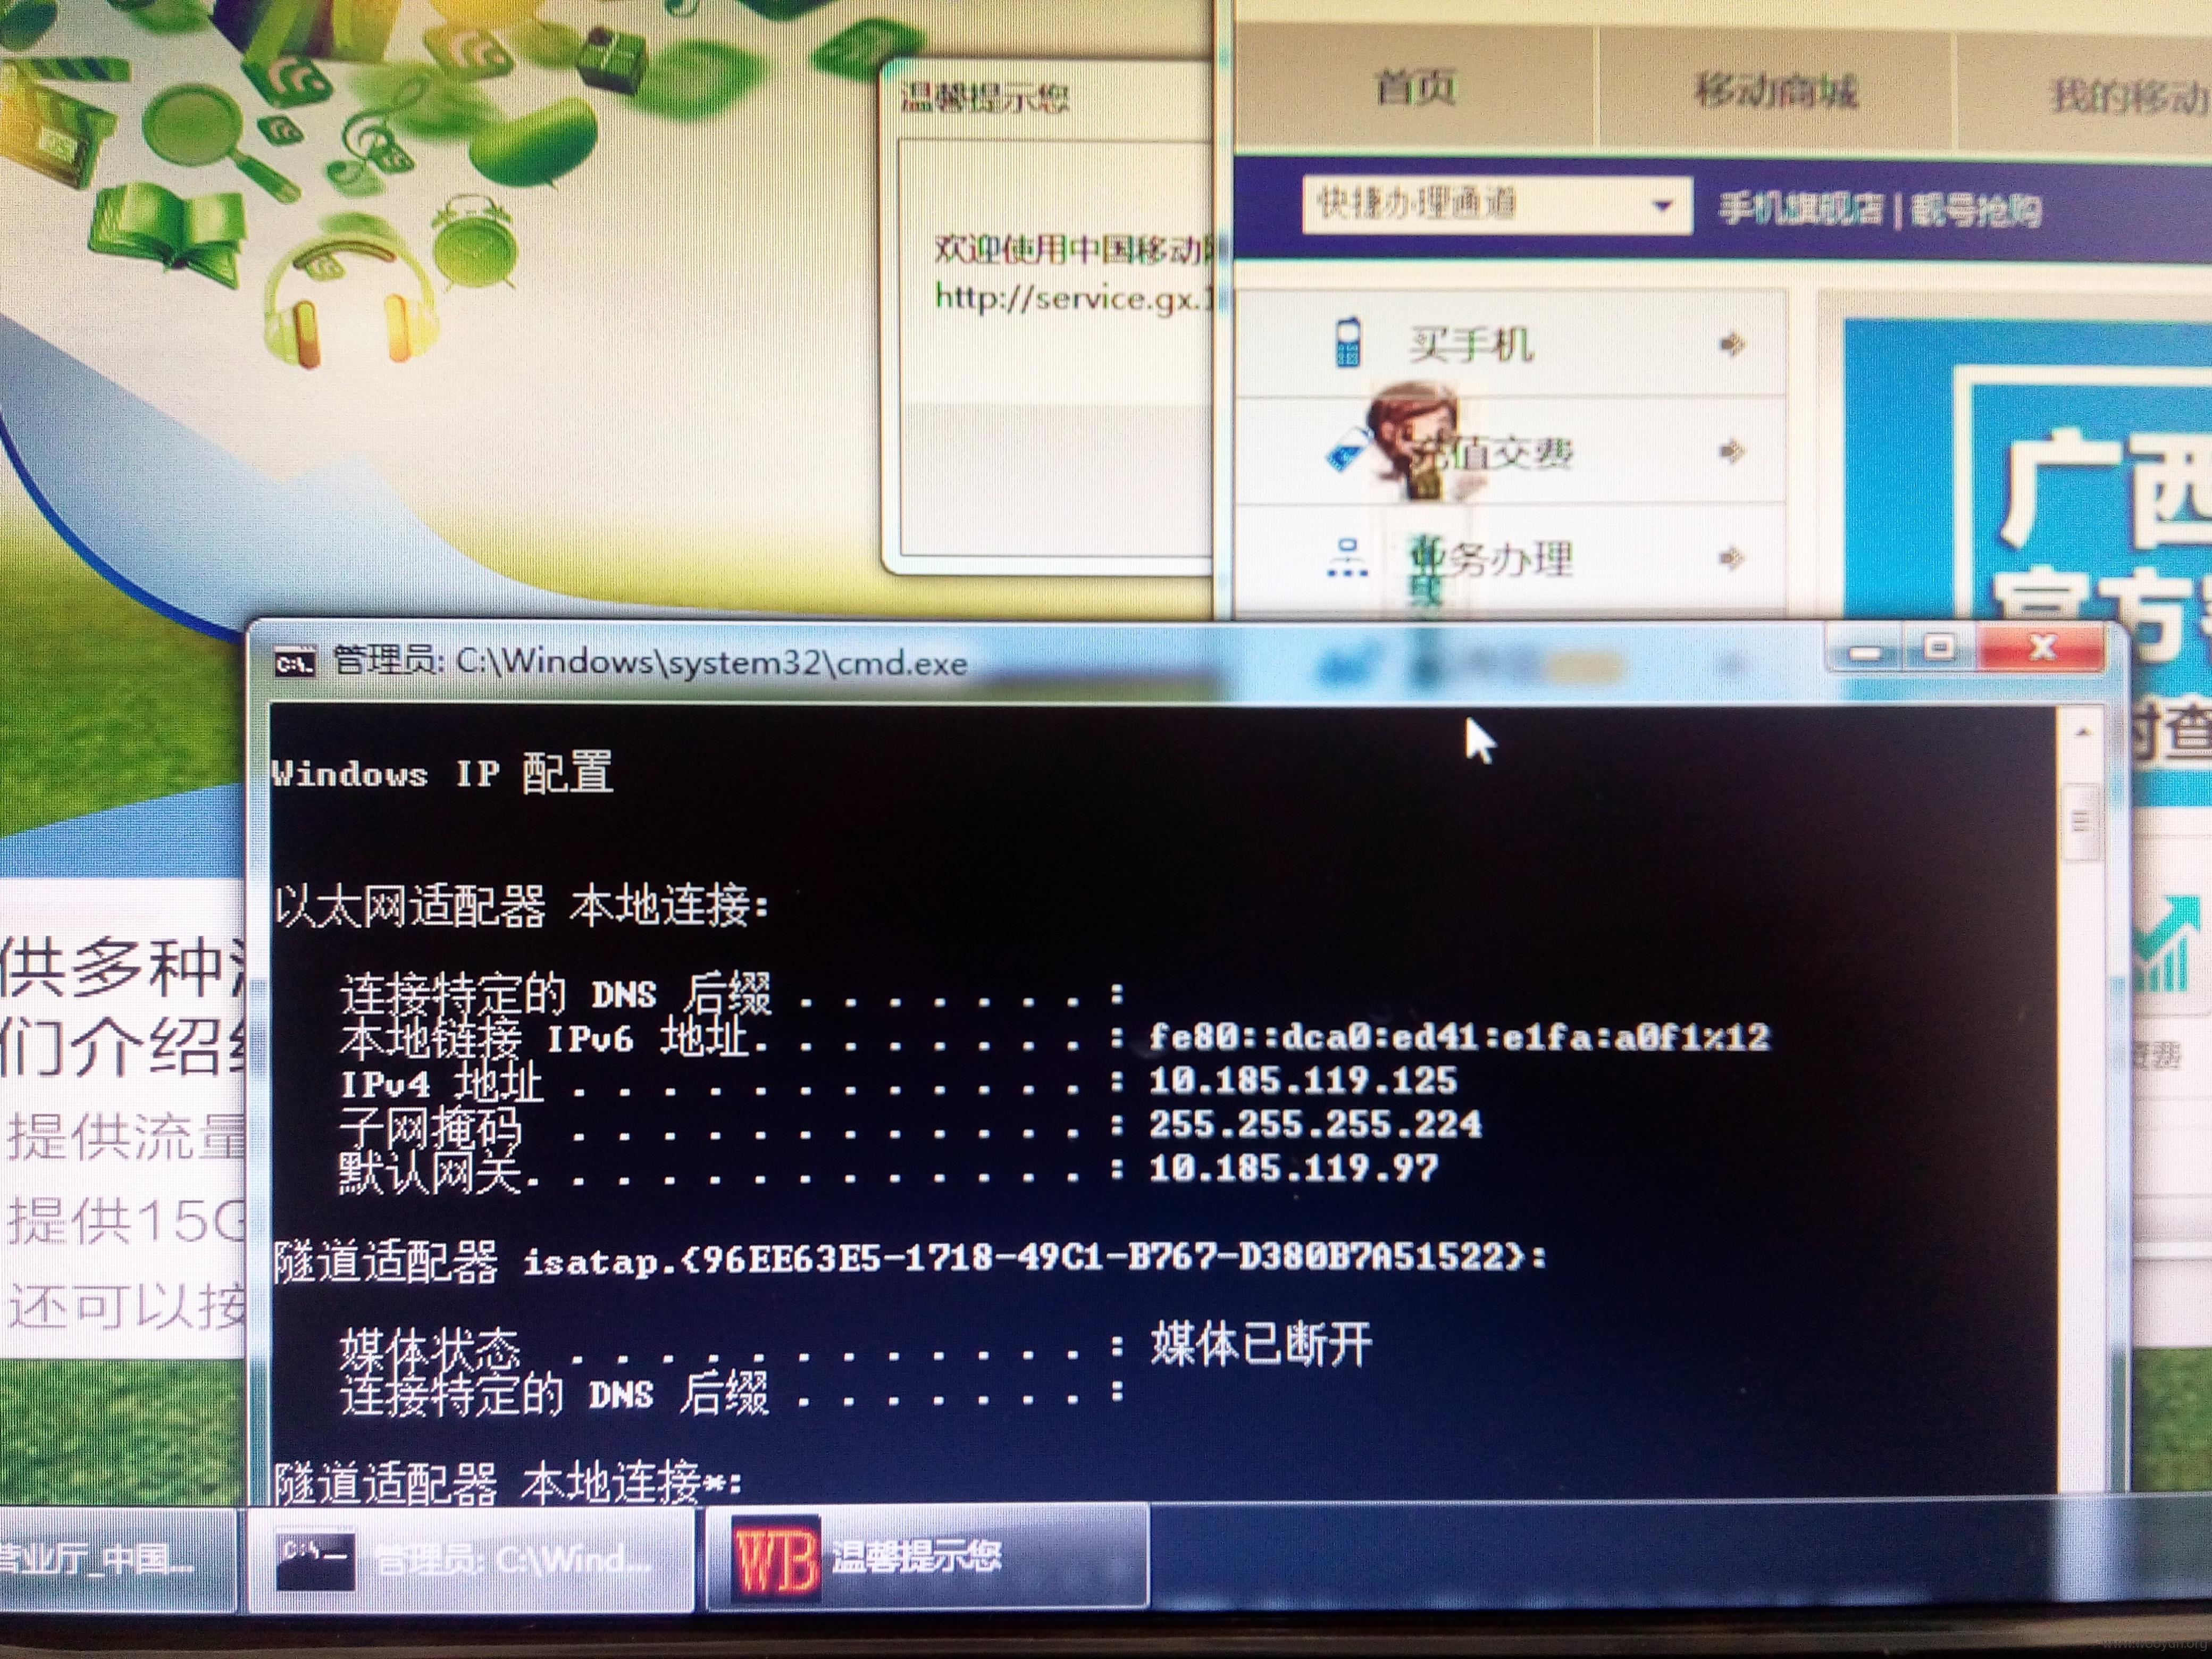 温馨提示您
欢迎使用中国移动
http://service.gx.1
首页
移动商城
我的移动
快捷办理通道
手机旗舰店 | 靓号抢购
买手机
充值交费
业务办理
广西
官方
时查
管理员: C:\Windows\system32\cmd.exe
Windows IP 配置
以太网适配器 本地连接:
连接特定的 DNS 后缀 . . . . . . . :
本地链接 IPv6 地址. . . . . . . . : fe80::dca0:ed41:e1fa:a0f1%12
IPv4 地址 . . . . . . . . . . . . : 10.185.119.125
子网掩码  . . . . . . . . . . . . : 255.255.255.224
默认网关. . . . . . . . . . . . . : 10.185.119.97
隧道适配器 isatap.{96EE63E5-1718-49C1-B767-D380B7A51522}:
媒体状态  . . . . . . . . . . . . : 媒体已断开
连接特定的 DNS 后缀 . . . . . . . :
隧道适配器 本地连接*:
供多种
们介绍
提供流量
提供15G
还可以按
营业厅_中国...
管理员: C:\Wind...
WB 温馨提示您
www.wooyun.org